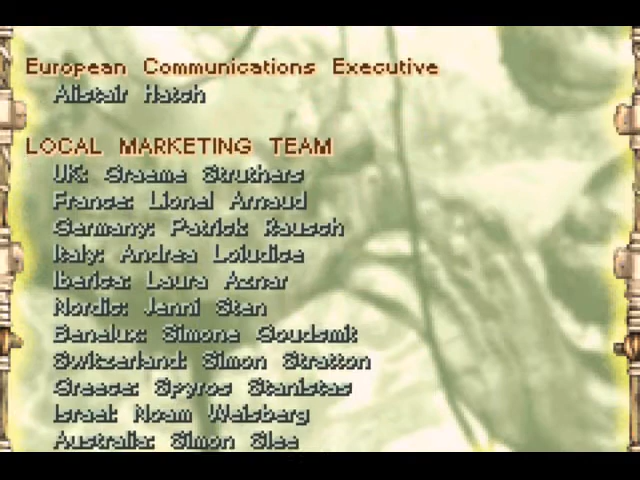 European Communications Executive
Alistair Hatch
LOCAL MARKETING TEAM
UK: Graeme Struthers
France: Lionel Arnaud
Germany: Patrick Rausch
Italy: Andrea Loiudice
Iberica: Laura Aznar
Nordic: Jenni Sten
Benelux: Simone Goudsmit
Switzerland: Simon Stratton
Greece: Spyros Stanistas
Israel: Noam Weisberg
Australia: Simon Slee